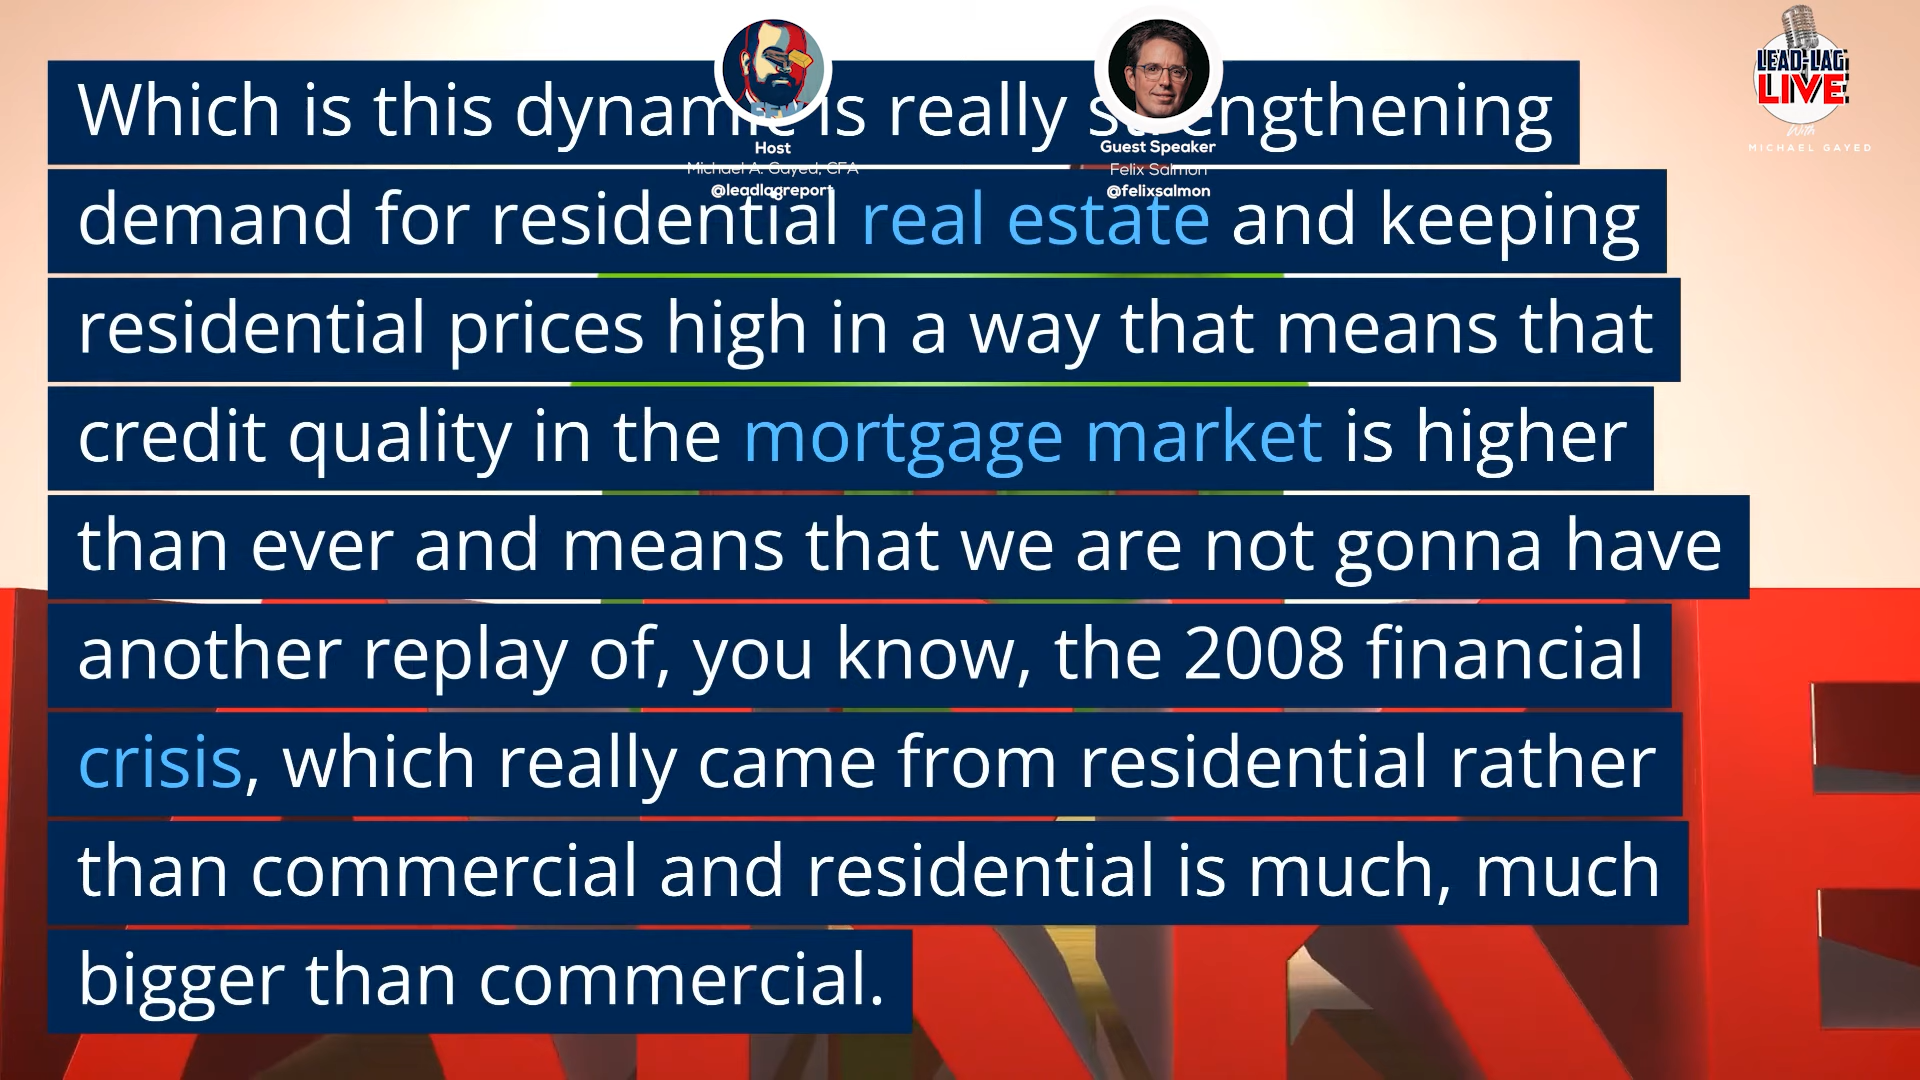 Which is this dynamic is really strengthening
demand for residential real estate and keeping
residential prices high in a way that means that
credit quality in the mortgage market is higher
than ever and means that we are not gonna have
another replay of, you know, the 2008 financial
crisis, which really came from residential rather
than commercial and residential is much, much
bigger than commercial.
Host
Michael A. Gayed, CFA
@leadlagreport
Guest Speaker
Felix Salmon
@felixsalmon
LEAD-LAG
LIVE
With
MICHAEL GAYED